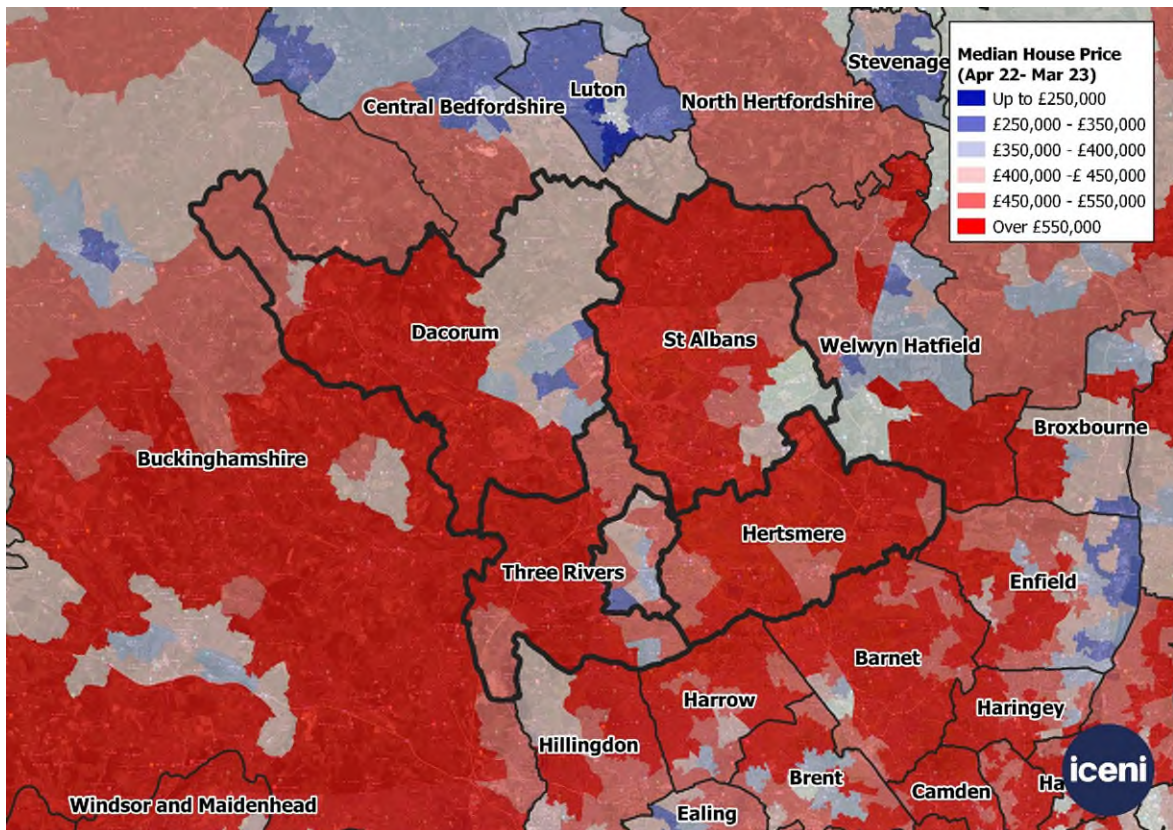 Median House Price
(Apr 22- Mar 23)
Up to £250,000
£250,000 - £350,000
£350,000 - £400,000
£400,000 -£ 450,000
£450,000 - £550,000
Over £550,000
Stevenage
Luton
Central Bedfordshire
North Hertfordshire
Dacorum
St Albans
Welwyn Hatfield
Broxbourne
Buckinghamshire
Hertsmere
Three Rivers
Enfield
Barnet
Harrow
Haringey
Hillingdon
Brent
Camden
Ha
iceni
Windsor and Maidenhead
Ealing